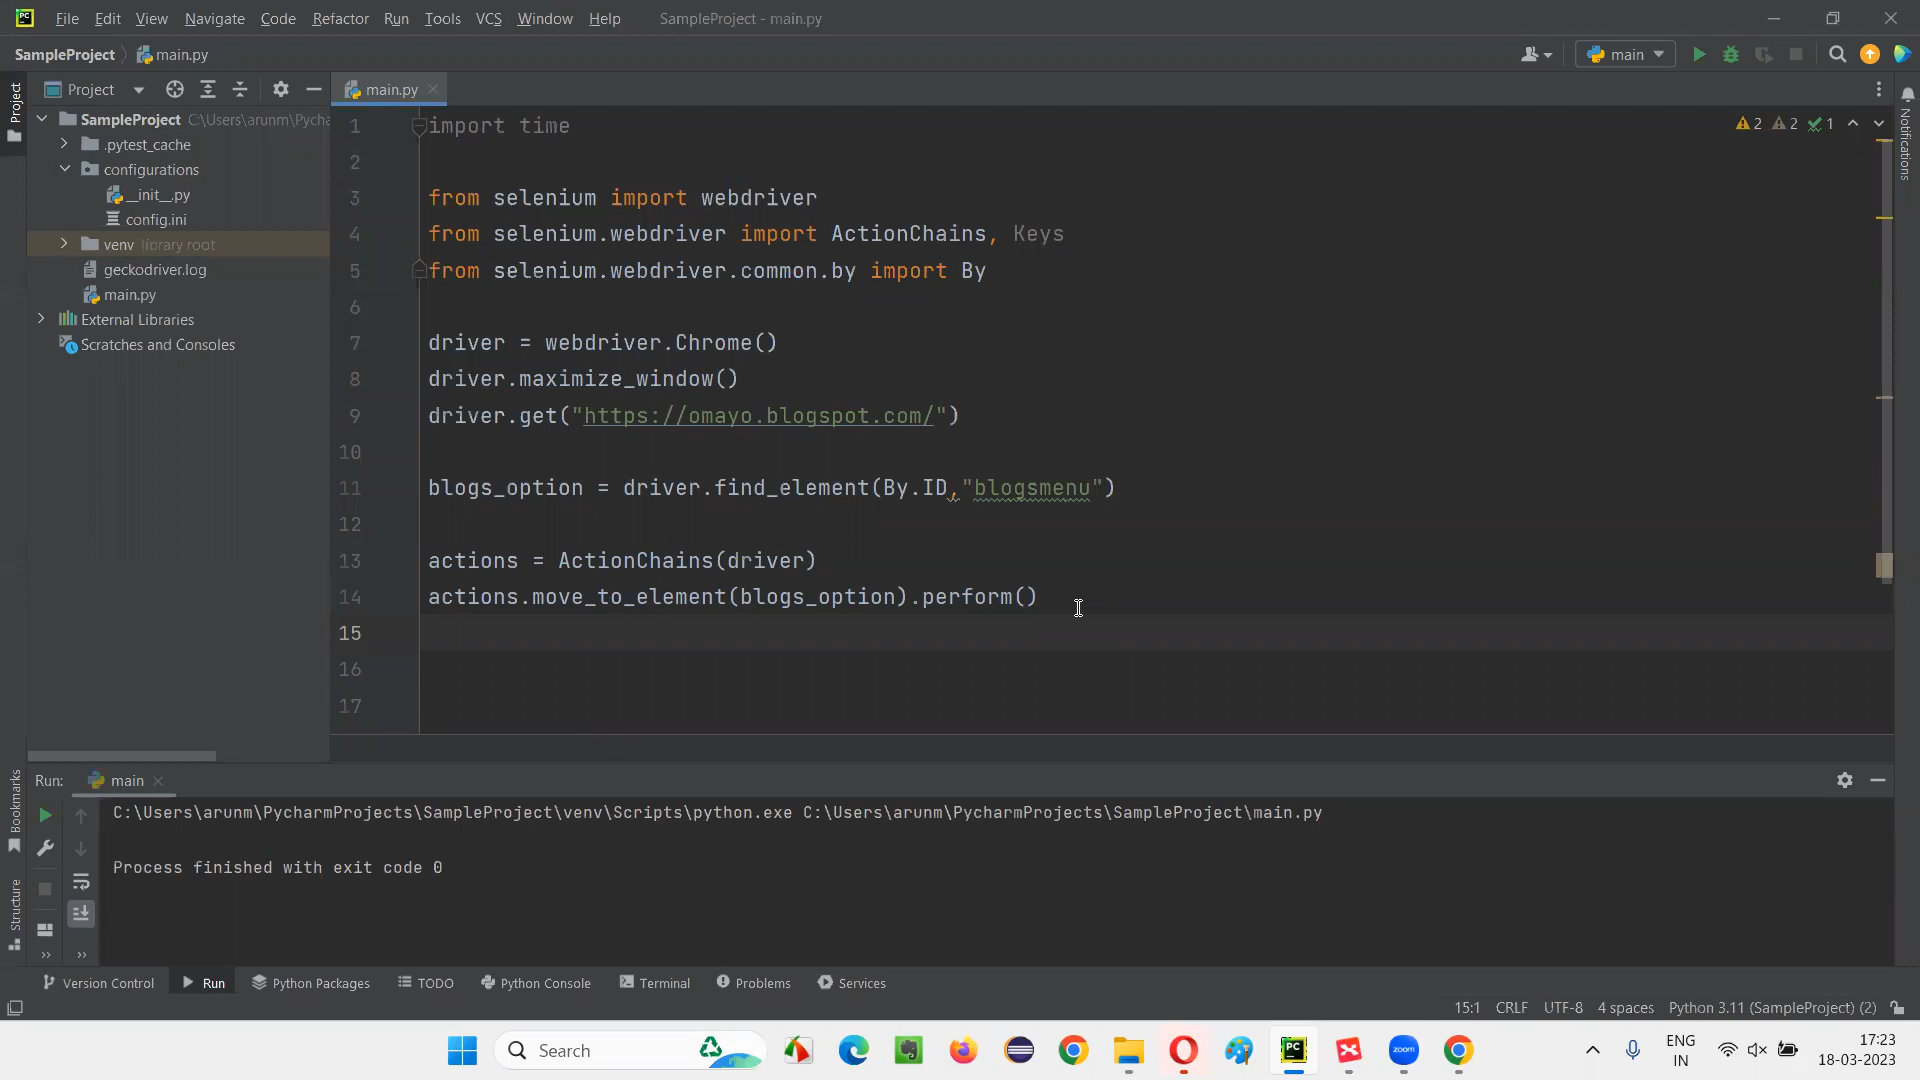 File Edit View Navigate Code Refactor Run Tools VCS Window Help SampleProject - main.py
SampleProject main.py main
Project main.py
Project
Notifications
SampleProject C:\Users\arunm\Pycha
.pytest_cache
configurations
__init__.py
config.ini
venv library root
geckodriver.log
main.py
External Libraries
Scratches and Consoles
2 2 1
1 import time
2
3 from selenium import webdriver
4 from selenium.webdriver import ActionChains, Keys
5 from selenium.webdriver.common.by import By
6
7 driver = webdriver.Chrome()
8 driver.maximize_window()
9 driver.get("https://omayo.blogspot.com/")
10
11 blogs_option = driver.find_element(By.ID,"blogsmenu")
12
13 actions = ActionChains(driver)
14 actions.move_to_element(blogs_option).perform()
15
16
17
Bookmarks
Structure
Run: main
C:\Users\arunm\PycharmProjects\SampleProject\venv\Scripts\python.exe C:\Users\arunm\PycharmProjects\SampleProject\main.py
Process finished with exit code 0
Version Control Run Python Packages TODO Python Console Terminal Problems Services
15:1 CRLF UTF-8 4 spaces Python 3.11 (SampleProject) (2)
Search
PC
zoom
ENG
IN
17:23
18-03-2023